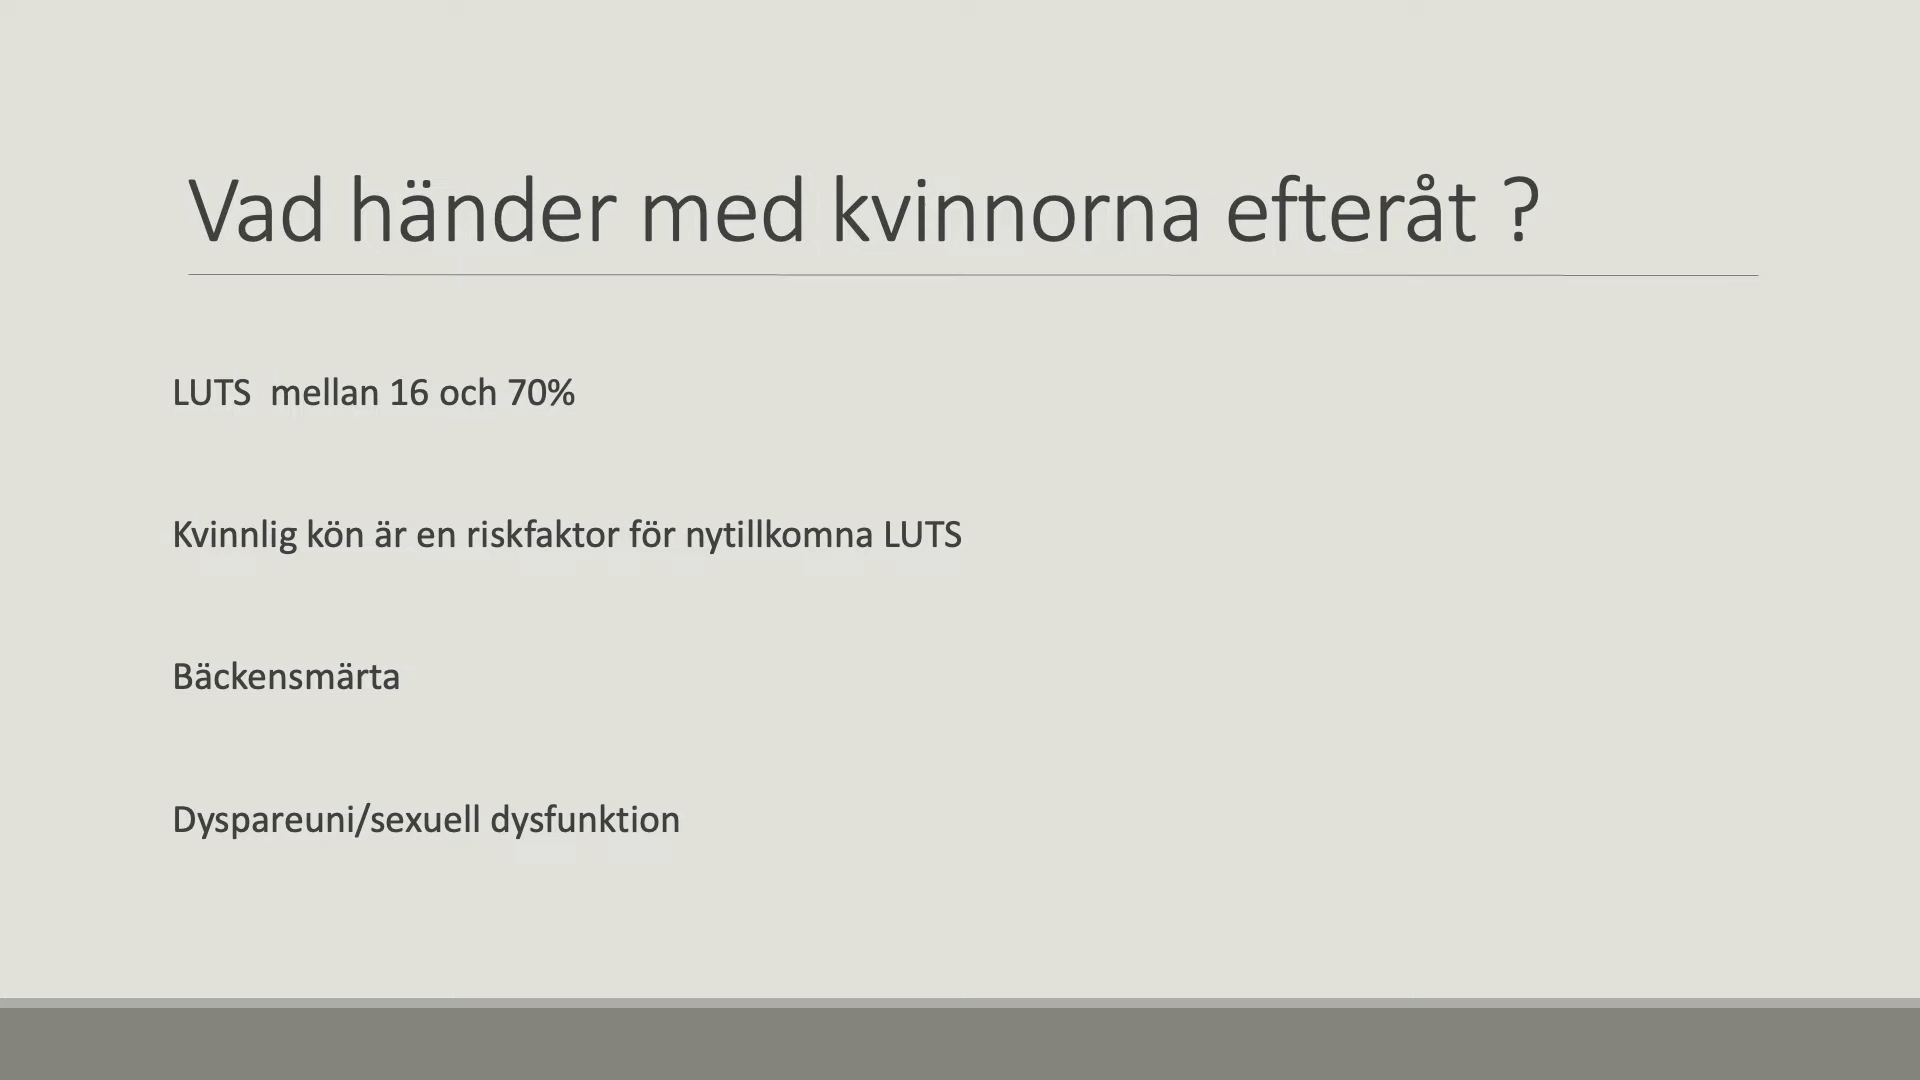 Vad händer med kvinnorna efteråt ?
LUTS  mellan 16 och 70%
Kvinnlig kön är en riskfaktor för nytillkomna LUTS
Bäckensmärta
Dyspareuni/sexuell dysfunktion